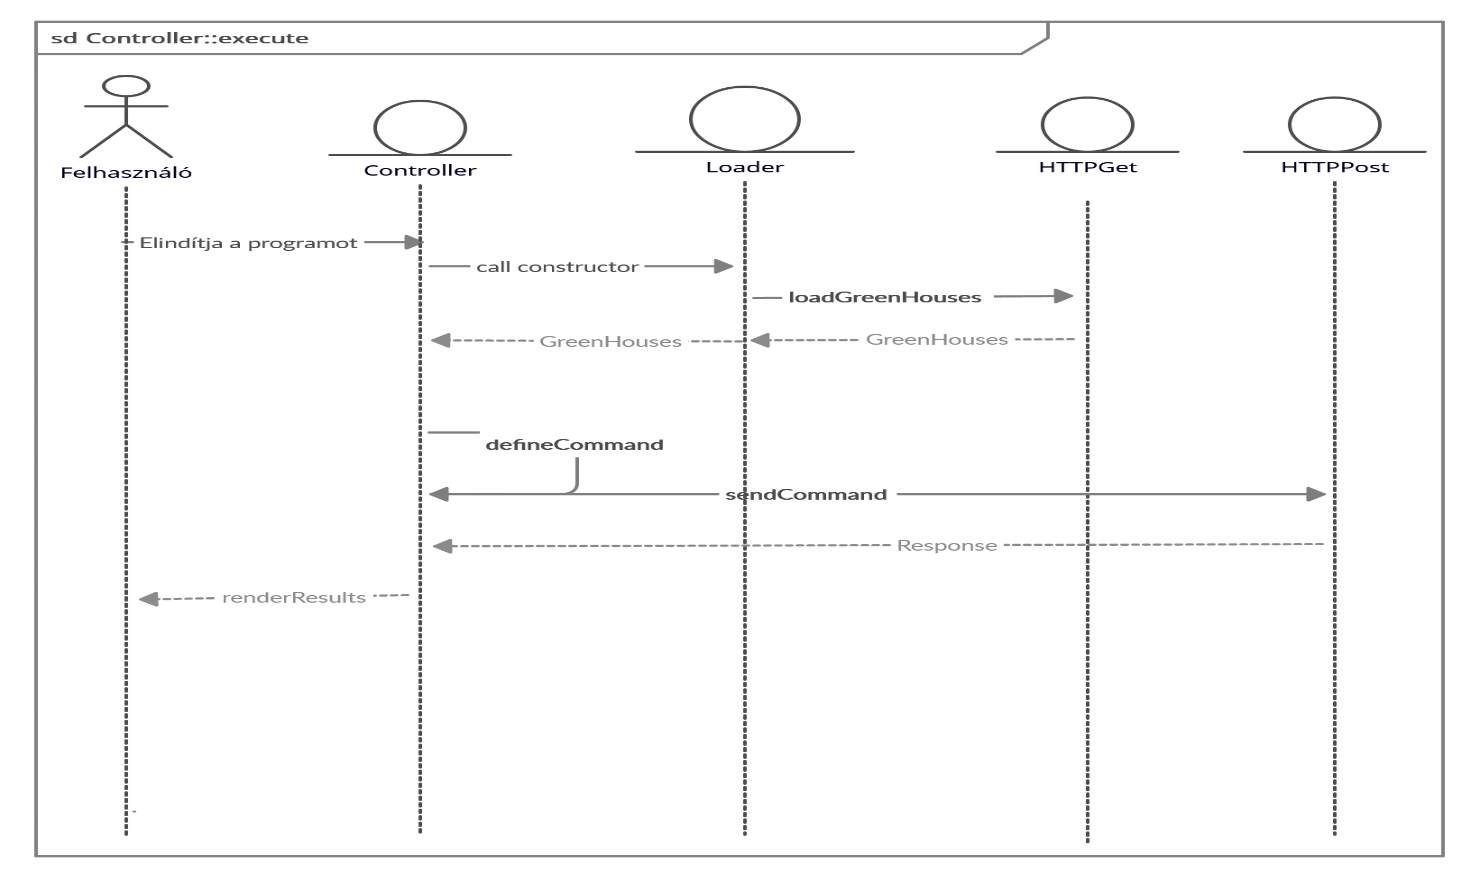 sd Controller::execute
Felhasználó
Controller
Loader
HTTPGet
HTTPPost
Elindítja a programot
call constructor
loadGreenHouses
GreenHouses
GreenHouses
defineCommand
sendCommand
Response
renderResults